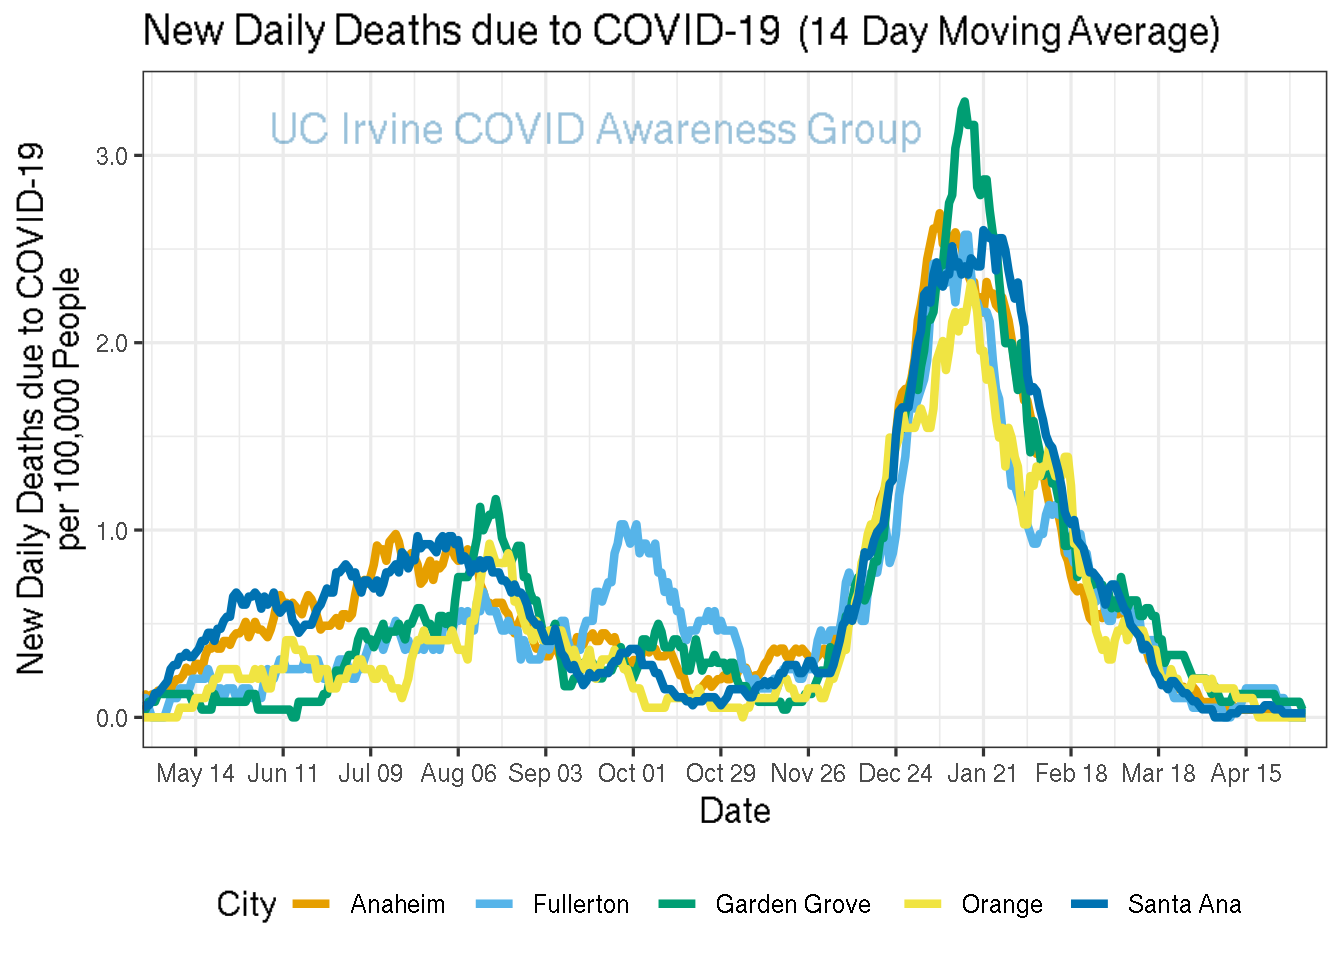 New Daily Deaths due to COVID-19 (14 Day Moving Average)
UC Irvine COVID Awareness Group
New Daily Deaths due to COVID-19
per 100,000 People
3.0
2.0
1.0
0.0
May 14 Jun 11 Jul 09 Aug 06 Sep 03 Oct 01 Oct 29 Nov 26 Dec 24 Jan 21 Feb 18 Mar 18 Apr 15
Date
City Anaheim Fullerton Garden Grove Orange Santa Ana